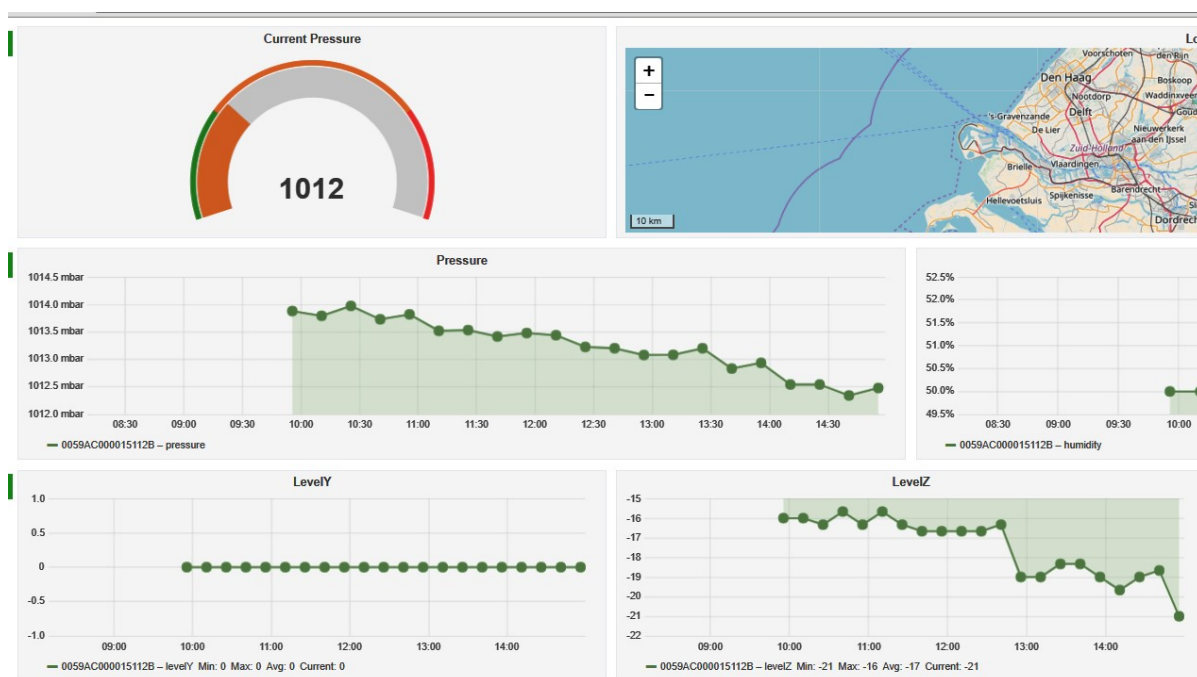 Current Pressure
1012
Lo
Voorschoten
den Rijn
Den Haag
Boskoop
Nootdorp
Waddinxveen
Delft
Goud
's-Gravenzande
De Lier
Nieuwerkerk
aan den IJssel
Zuid-Holland
Vlaardingen
Brielle
Spijkenisse
Barendrecht
Hellevoetsluis
Dordrech
+
−
10 km
Pressure
1014.5 mbar
1014.0 mbar
1013.5 mbar
1013.0 mbar
1012.5 mbar
1012.0 mbar
08:30 09:00 09:30 10:00 10:30 11:00 11:30 12:00 12:30 13:00 13:30 14:00 14:30
0059AC000015112B – pressure
52.5%
52.0%
51.5%
51.0%
50.5%
50.0%
49.5%
08:30 09:00 09:30 10:00
0059AC000015112B – humidity
LevelY
1.0
0.5
0
-0.5
-1.0
09:00 10:00 11:00 12:00 13:00 14:00
0059AC000015112B – levelY Min: 0 Max: 0 Avg: 0 Current: 0
LevelZ
-15
-16
-17
-18
-19
-20
-21
-22
09:00 10:00 11:00 12:00 13:00 14:00
0059AC000015112B – levelZ Min: -21 Max: -16 Avg: -17 Current: -21